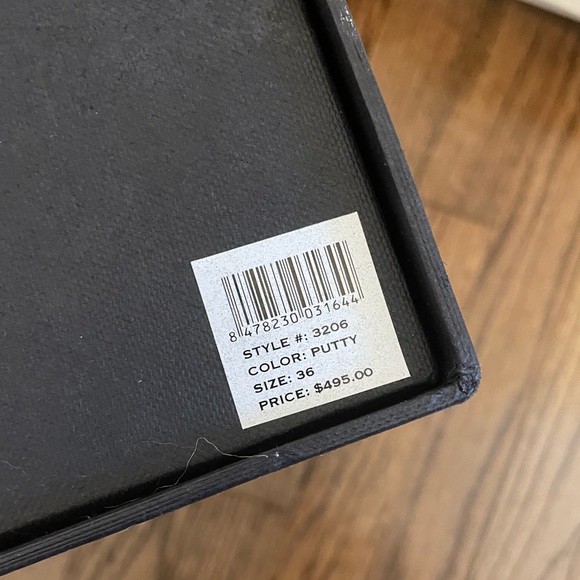 8 478230 031644
STYLE #: 3206
COLOR: PUTTY
SIZE: 36
PRICE: $495.00